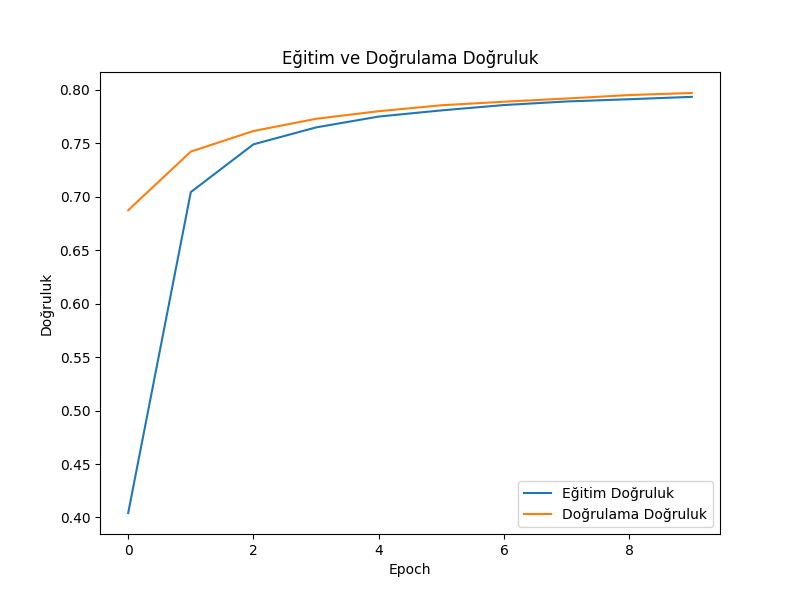 Eğitim ve Doğrulama Doğruluk
0.80
0.75
0.70
0.65
0.60
0.55
0.50
0.45
0.40
Doğruluk
0 2 4 6 8
Epoch
Eğitim Doğruluk
Doğrulama Doğruluk